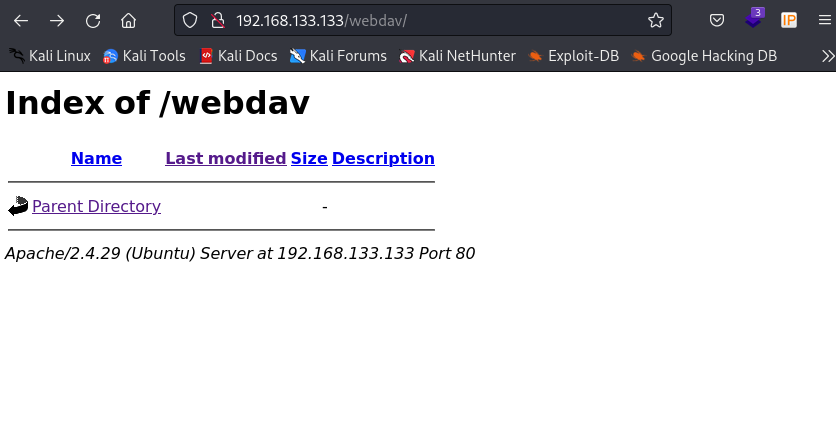 192.168.133.133/webdav/
3
IP
Kali Linux Kali Tools Kali Docs Kali Forums Kali NetHunter Exploit-DB Google Hacking DB
Index of /webdav
Name Last modified Size Description
Parent Directory -
Apache/2.4.29 (Ubuntu) Server at 192.168.133.133 Port 80